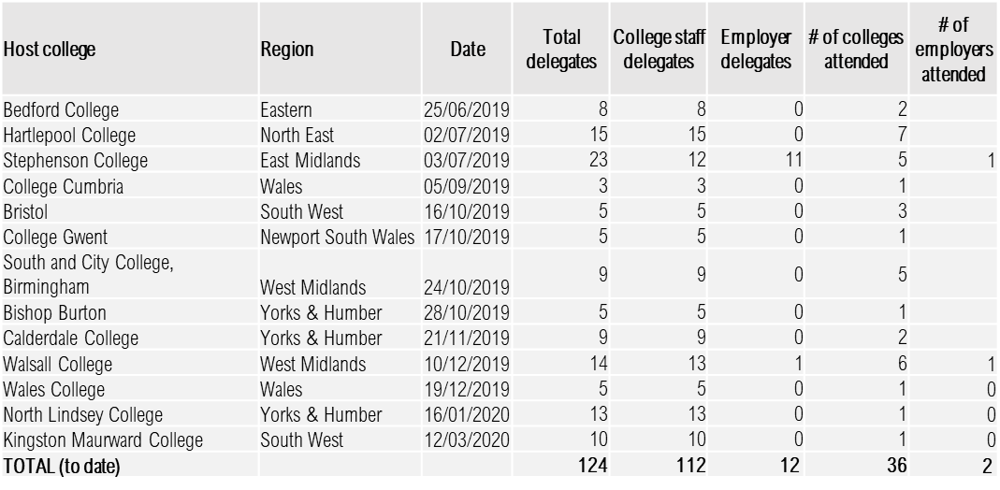 Host college Region Date Total delegates College staff delegates Employer delegates # of colleges attended # of employers attended
Bedford College Eastern 25/06/2019 8 8 0 2
Hartlepool College North East 02/07/2019 15 15 0 7
Stephenson College East Midlands 03/07/2019 23 12 11 5 1
College Cumbria Wales 05/09/2019 3 3 0 1
Bristol South West 16/10/2019 5 5 0 3
College Gwent Newport South Wales 17/10/2019 5 5 0 1
South and City College, Birmingham West Midlands 24/10/2019 9 9 0 5
Bishop Burton Yorks & Humber 28/10/2019 5 5 0 1
Calderdale College Yorks & Humber 21/11/2019 9 9 0 2
Walsall College West Midlands 10/12/2019 14 13 1 6 1
Wales College Wales 19/12/2019 5 5 0 1 0
North Lindsey College Yorks & Humber 16/01/2020 13 13 0 1 0
Kingston Maurward College South West 12/03/2020 10 10 0 1 0
TOTAL (to date) 124 112 12 36 2